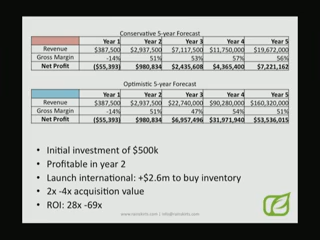 Conservative 5-year Forecast
Year 1 Year 2 Year 3 Year 4 Year 5
Revenue $387,500 $2,937,500 $7,117,500 $11,750,000 $19,672,000
Gross Margin -14% 51% 53% 57% 56%
Net Profit ($55,393) $980,834 $2,435,608 $4,365,400 $7,221,162
Optimistic 5-year Forecast
Year 1 Year 2 Year 3 Year 4 Year 5
Revenue $387,500 $2,937,500 $22,740,000 $90,280,000 $160,320,000
Gross Margin -14% 51% 47% 54% 51%
Net Profit ($55,393) $980,834 $6,957,496 $31,971,940 $53,536,015
• Initial investment of $500k
• Profitable in year 2
• Launch international: +$2.6m to buy inventory
• 2x -4x acquisition value
• ROI: 28x -69x